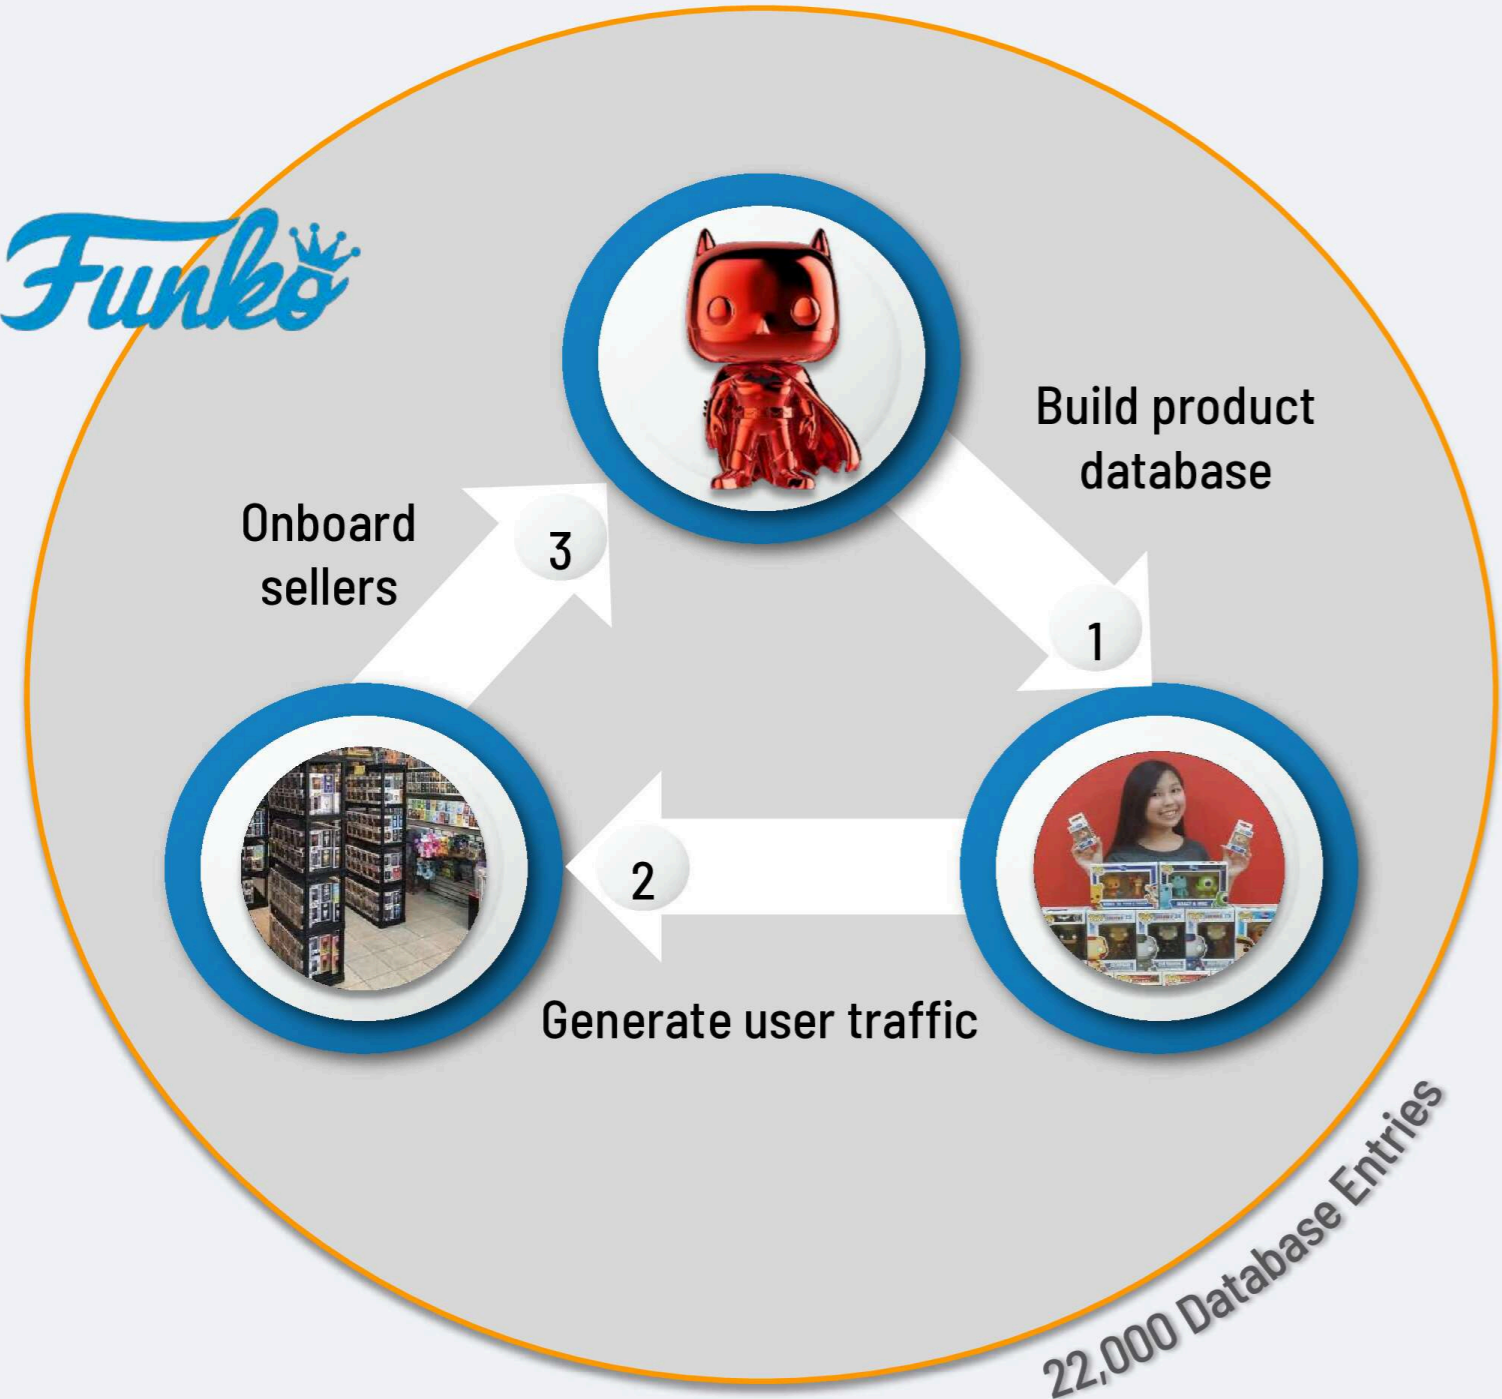 Funko
Build product
database
Onboard
sellers
3
1
2
Generate user traffic
22,000 Database Entries